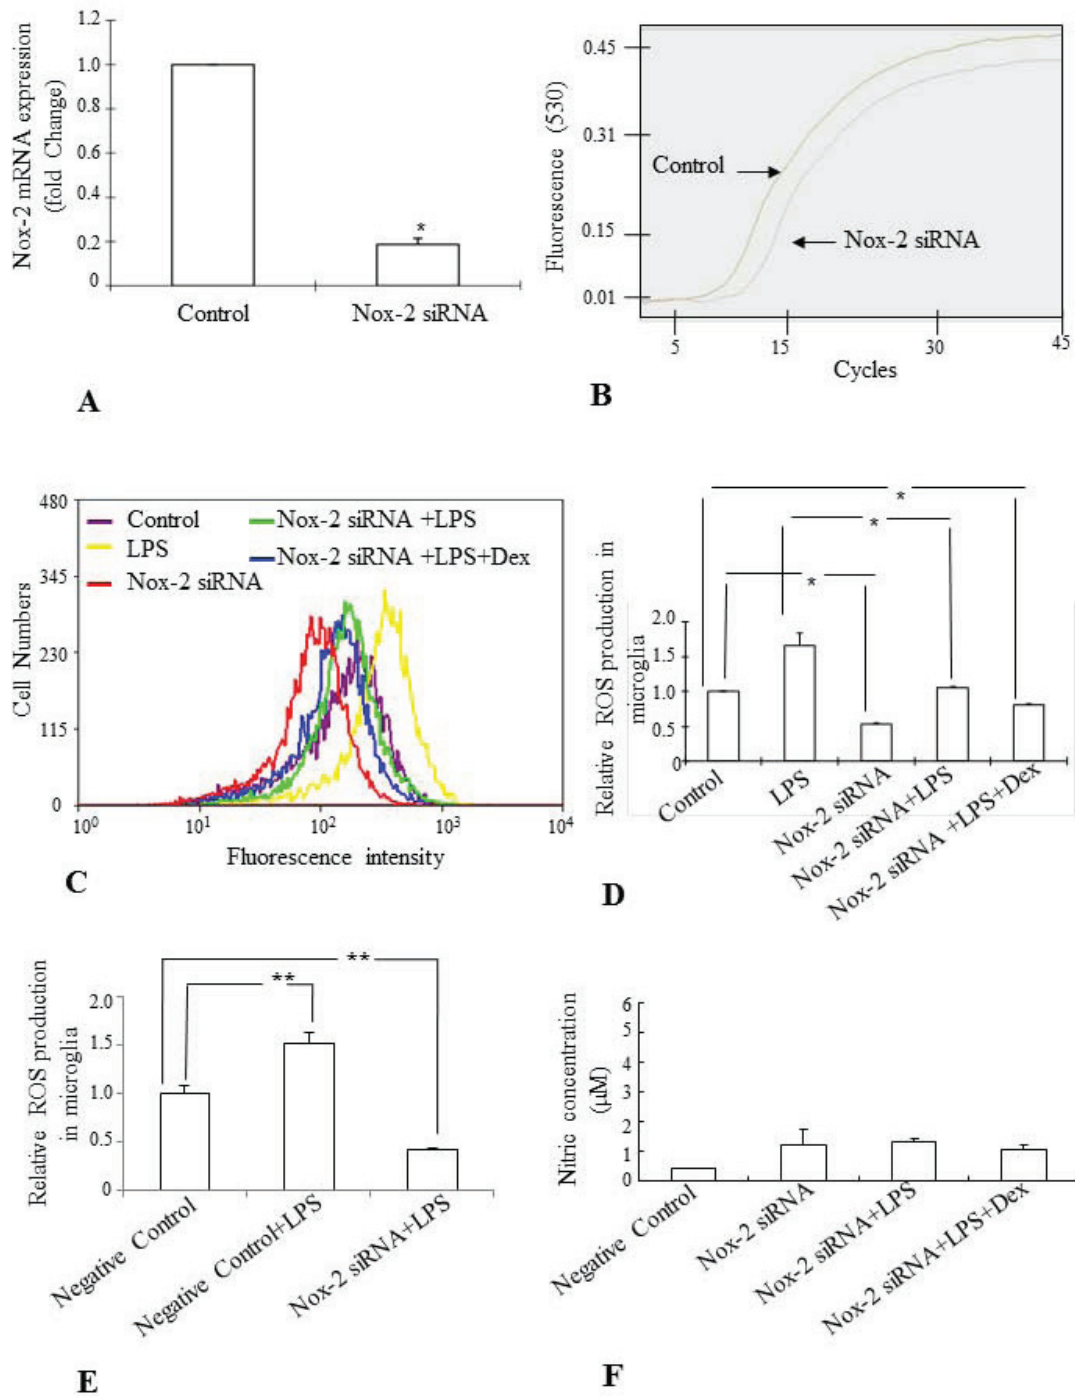 1.2
1.0
0.8
0.6
0.4
0.2
0
Nox-2 mRNA expression
(fold Change)
*
Control
Nox-2 siRNA
A
0.45
0.31
0.15
0.01
Fluorescence (530)
Control
Nox-2 siRNA
5
15
30
45
Cycles
B
480
345
230
115
0
Cell Numbers
Control
LPS
Nox-2 siRNA
Nox-2 siRNA +LPS
Nox-2 siRNA +LPS+Dex
10⁰
10¹
10²
10³
10⁴
Fluorescence intensity
C
*
*
*
2.0
1.5
1.0
0.5
0
Relative ROS production in
microglia
Control
LPS
Nox-2 siRNA
Nox-2 siRNA+LPS
Nox-2 siRNA +LPS+Dex
D
**
**
2.0
1.5
1.0
0.5
0
Relative ROS production
in microglia
Negative Control
Negative Control+LPS
Nox-2 siRNA+LPS
E
6
5
4
3
2
1
0
Nitric concentration
(μM)
Negative Control
Nox-2 siRNA
Nox-2 siRNA+LPS
Nox-2 siRNA+LPS+Dex
F